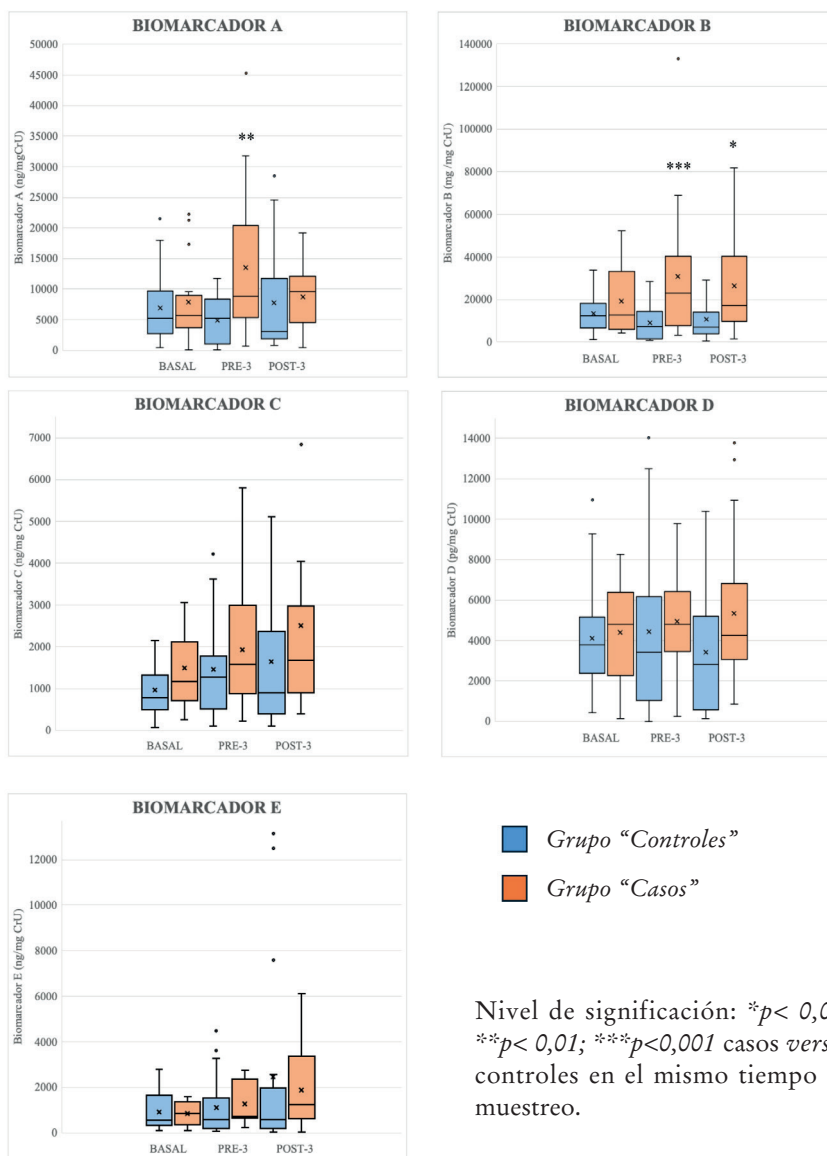 BIOMARCADOR A
Biomarcador A (ng/mgCrU)
50000
45000
40000
35000
30000
25000
20000
15000
10000
5000
0
**
BASAL PRE-3 POST-3
BIOMARCADOR B
Biomarcador B (mg /mg CrU)
140000
120000
100000
80000
60000
40000
20000
0
***
*
BASAL PRE-3 POST-3
BIOMARCADOR C
Biomarcador C (ng/mg CrU)
7000
6000
5000
4000
3000
2000
1000
0
BASAL PRE-3 POST-3
BIOMARCADOR D
Biomarcador D (pg/mg CrU)
14000
12000
10000
8000
6000
4000
2000
0
BASAL PRE-3 POST-3
BIOMARCADOR E
Biomarcador E (ng/mg CrU)
12000
10000
8000
6000
4000
2000
0
BASAL PRE-3 POST-3
Grupo “Controles”
Grupo “Casos”
Nivel de significación: *p< 0,0
**p< 0,01; ***p<0,001 casos vers
controles en el mismo tiempo
muestreo.